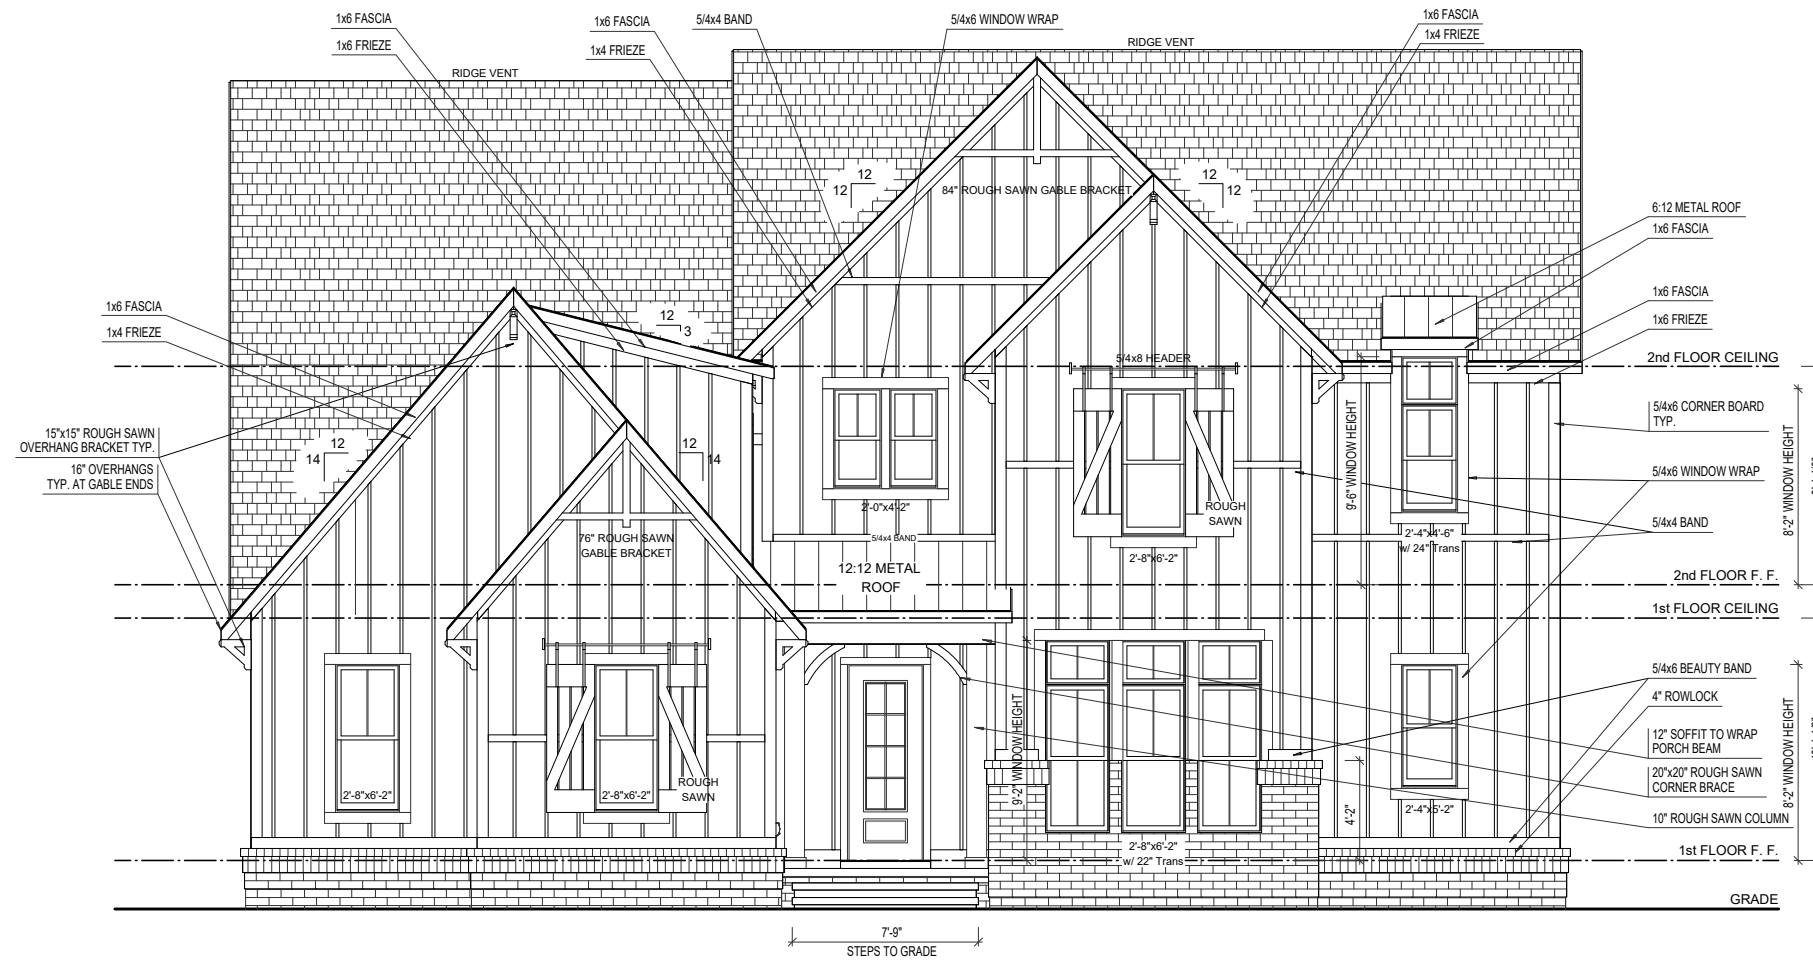 1x6 FASCIA
1x6 FRIEZE
1x6 FASCIA
1x4 FRIEZE
5/4x4 BAND
5/4x6 WINDOW WRAP
1x6 FASCIA
1x4 FRIEZE
RIDGE VENT
RIDGE VENT
12
12
12
12
84" ROUGH SAWN GABLE BRACKET
6:12 METAL ROOF
1x6 FASCIA
1x6 FASCIA
1x6 FRIEZE
1x6 FASCIA
1x4 FRIEZE
12
3
5/4x8 HEADER
2nd FLOOR CEILING
15"x15" ROUGH SAWN
OVERHANG BRACKET TYP.
16" OVERHANGS
TYP. AT GABLE ENDS
12
14
12
14
5/4x6 CORNER BOARD
TYP.
9'-6" WINDOW HEIGHT
8'-2" WINDOW HEIGHT
5/4x6 WINDOW WRAP
2'-0"x4'-2"
ROUGH
SAWN
5/4x4 BAND
76" ROUGH SAWN
GABLE BRACKET
5/4x4 BAND
2'-8"x6'-2"
2'-4"x4'-6"
w/ 24" Trans
12:12 METAL
ROOF
2nd FLOOR F. F.
1st FLOOR CEILING
5/4x6 BEAUTY BAND
4" ROWLOCK
12" SOFFIT TO WRAP
PORCH BEAM
20"x20" ROUGH SAWN
CORNER BRACE
10" ROUGH SAWN COLUMN
9'-2" WINDOW HEIGHT
8'-2" WINDOW HEIGHT
ROUGH
SAWN
2'-8"x6'-2"
2'-8"x6'-2"
2'-4"x5'-2"
4'-2"
2'-8"x6'-2"
w/ 22" Trans
1st FLOOR F. F.
GRADE
7'-9"
STEPS TO GRADE